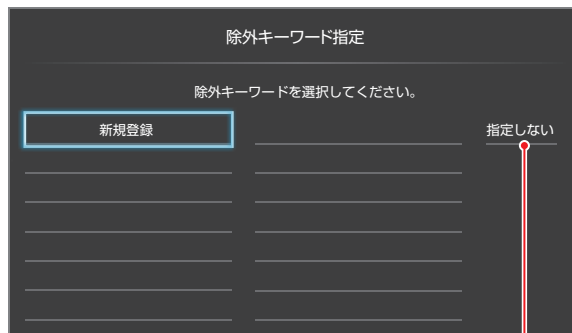 除外キーワード指定
除外キーワードを選択してください。
新規登録
指定しない